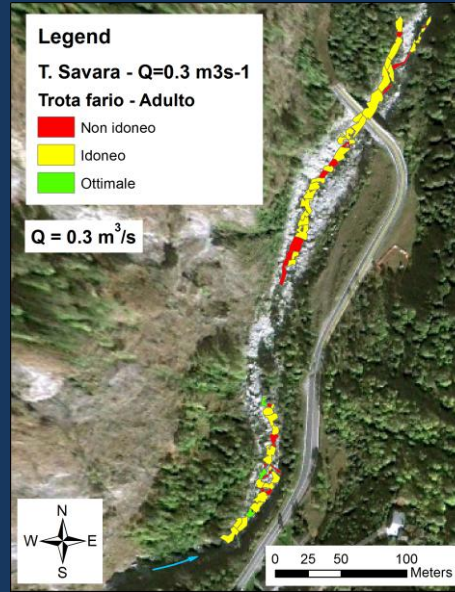 Legend
T. Savara - Q=0.3 m3s-1
Trota fario - Adulto
Non idoneo
Idoneo
Ottimale
Q = 0.3 m³/s
N
W E
S
0 25 50 100
Meters